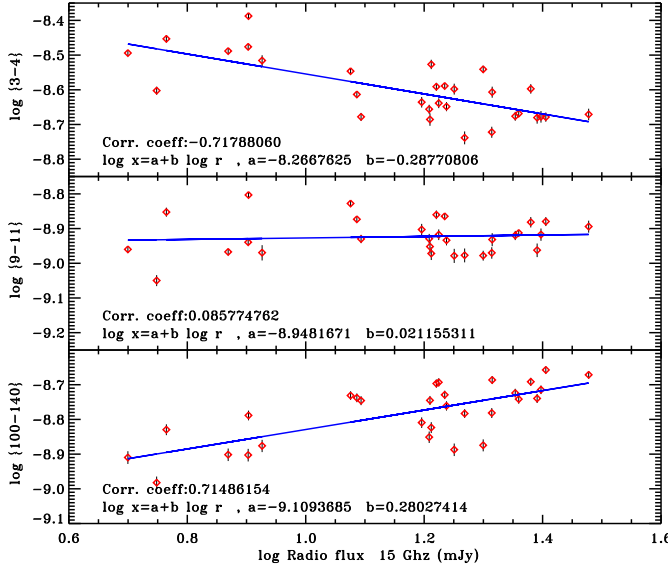 −8.4
−8.5
−8.6
−8.7
−8.8
log {3−4}
Corr. coeff:−0.71788060
log x=a+b log r , a=−8.2667625 b=−0.28770806
−8.8
−8.9
−9.0
−9.1
−9.2
log {9−11}
Corr. coeff:0.085774762
log x=a+b log r , a=−8.9481671 b=0.021155311
−8.7
−8.8
−8.9
−9.0
−9.1
log {100−140}
Corr. coeff:0.71486154
log x=a+b log r , a=−9.1093685 b=0.28027414
0.6 0.8 1.0 1.2 1.4 1.6
log Radio flux 15 Ghz (mJy)